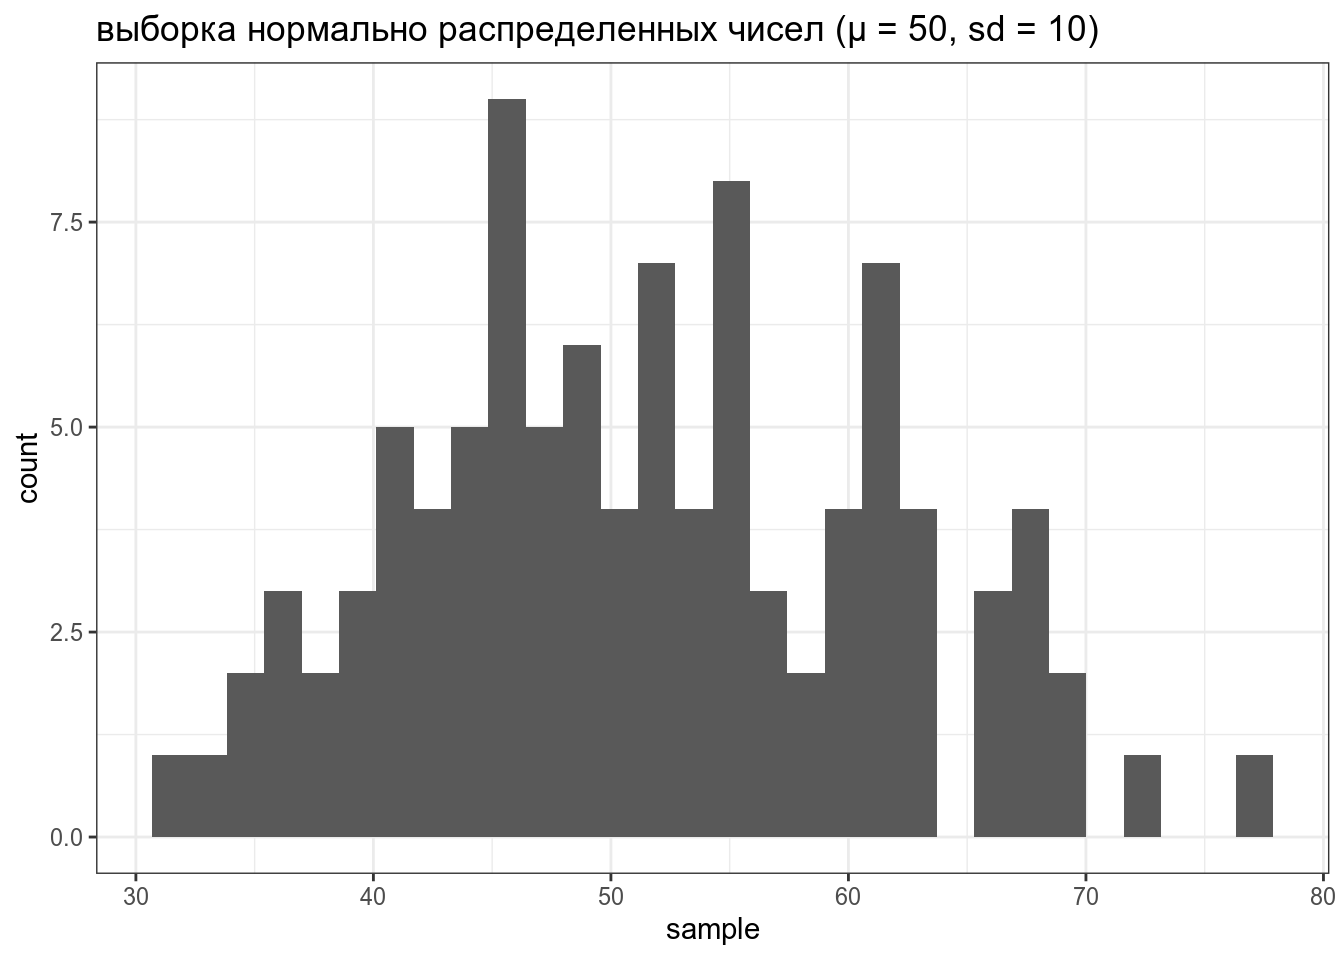 выборка нормально распределенных чисел (μ = 50, sd = 10)
7.5
5.0
2.5
0.0
count
30 40 50 60 70 80
sample